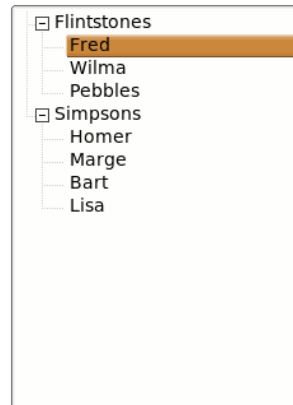 Flintstones
Fred
Wilma
Pebbles
Simpsons
Homer
Marge
Bart
Lisa